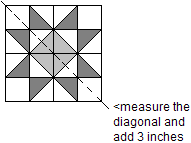 <measure the
diagonal and
add 3 inches